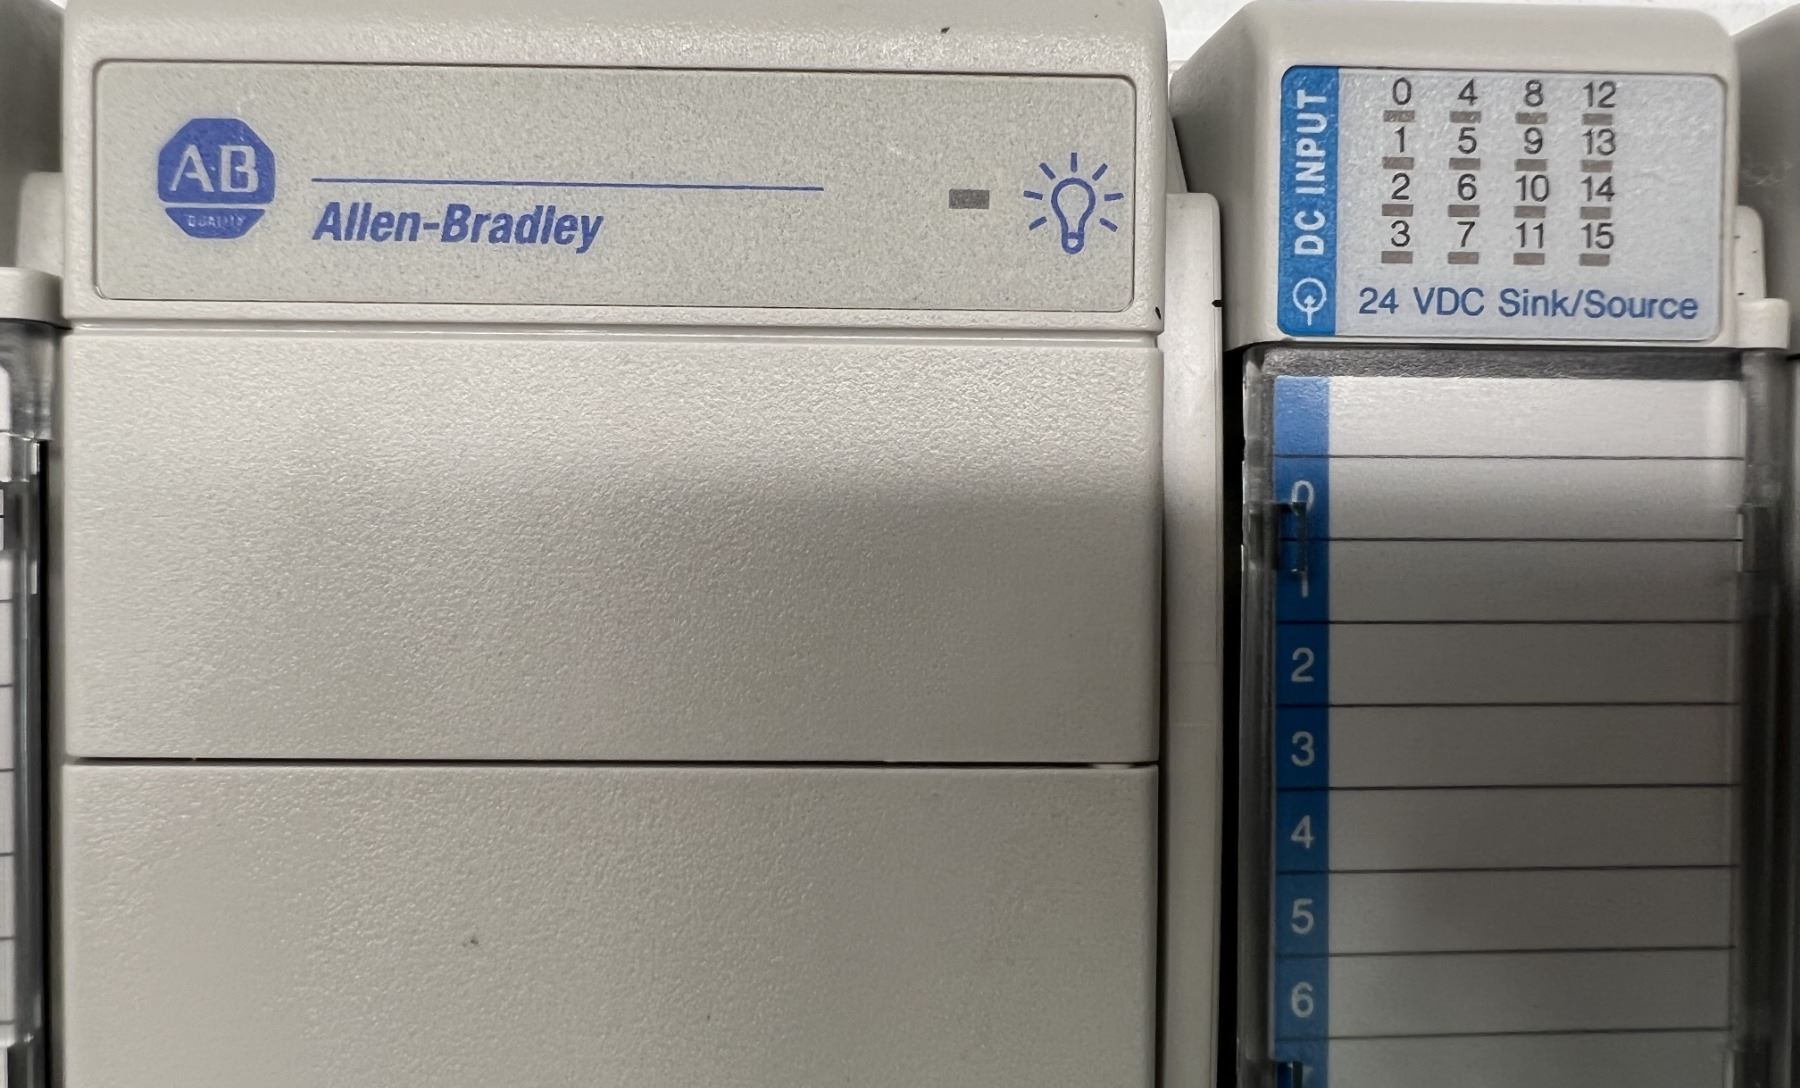 AB
QUALITY
Allen-Bradley
DC INPUT
0 4 8 12
1 5 9 13
2 6 10 14
3 7 11 15
24 VDC Sink/Source
0
1
2
3
4
5
6